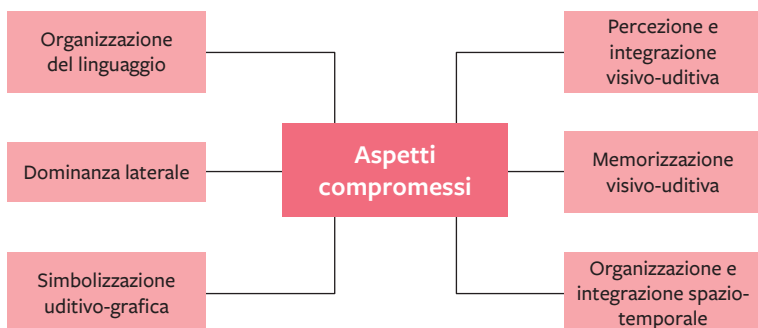 Organizzazione
del linguaggio
Percezione e
integrazione
visivo-uditiva
Aspetti
compromessi
Dominanza laterale
Memorizzazione
visivo-uditiva
Simbolizzazione
uditivo-grafica
Organizzazione e
integrazione spazio-
temporale